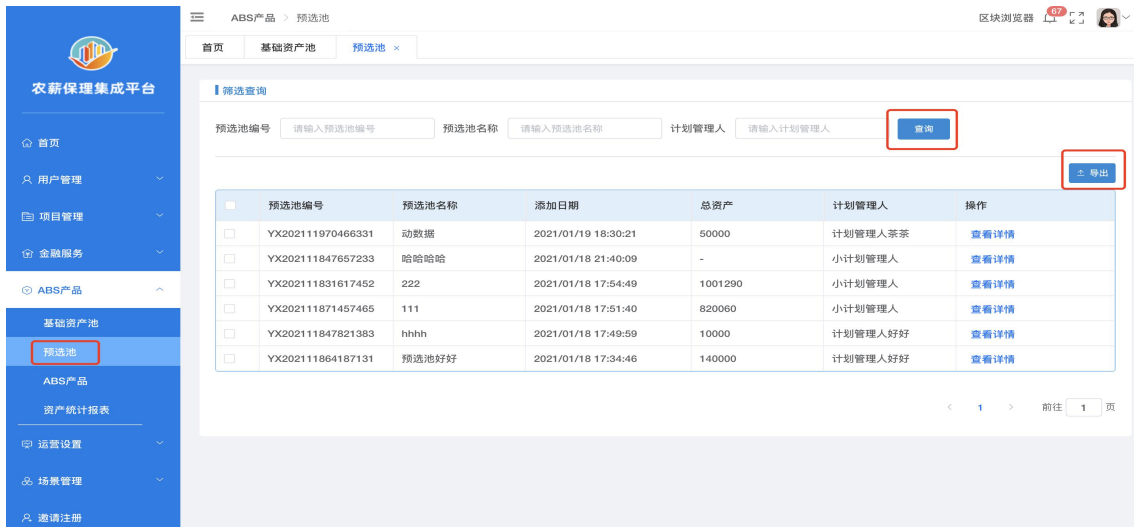 ABS产品 > 预选池
区块浏览器 67
首页 基础资产池 预选池 ×
农薪保理集成平台
首页
用户管理
项目管理
金融服务
ABS产品
基础资产池
预选池
ABS产品
资产统计报表
运营设置
场景管理
邀请注册
筛选查询
预选池编号 请输入预选池编号 预选池名称 请输入预选池名称 计划管理人 请输入计划管理人 查询
导出
预选池编号 预选池名称 添加日期 总资产 计划管理人 操作
YX202111970466331 动数据 2021/01/19 18:30:21 50000 计划管理人茶茶 查看详情
YX202111847657233 哈哈哈哈 2021/01/18 21:40:09 - 小计划管理人 查看详情
YX202111831617452 222 2021/01/18 17:54:49 1001290 小计划管理人 查看详情
YX202111871457465 111 2021/01/18 17:51:40 820060 小计划管理人 查看详情
YX202111847821383 hhhh 2021/01/18 17:49:59 10000 计划管理人好好 查看详情
YX202111864187131 预选池好好 2021/01/18 17:34:46 140000 计划管理人好好 查看详情
< 1 > 前往 1 页